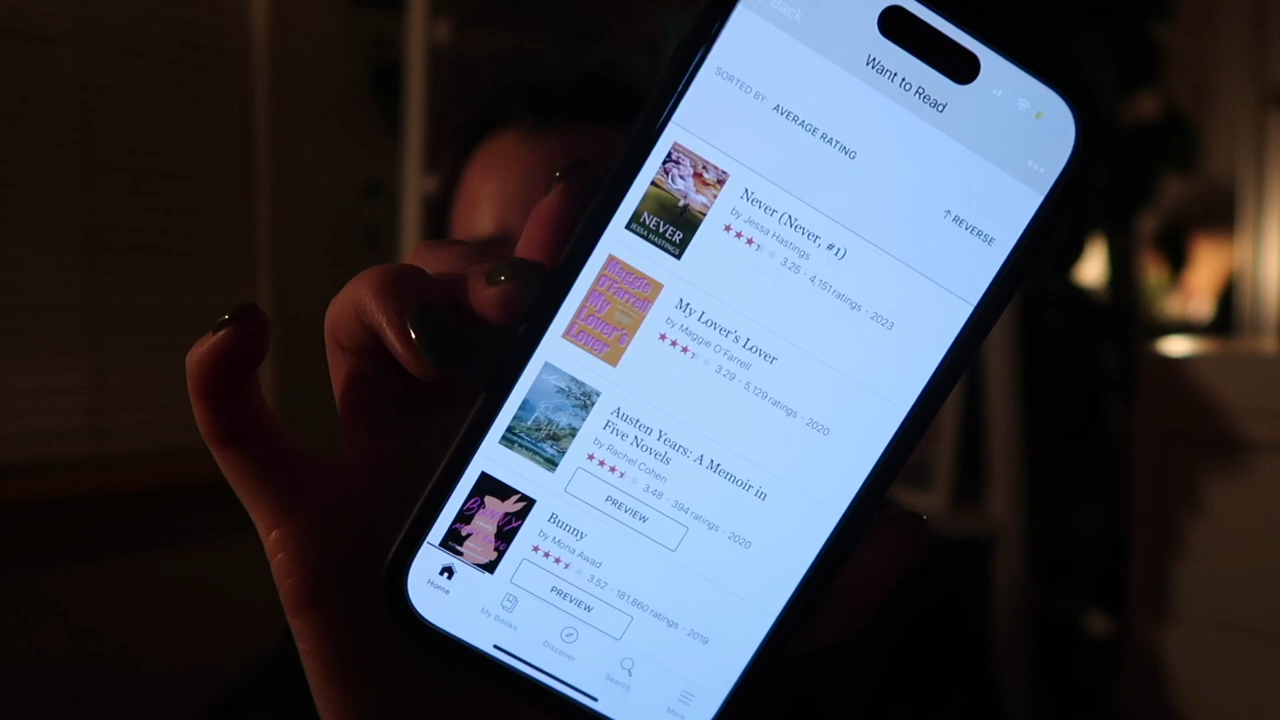 Back
Want to Read
SORTED BY: AVERAGE RATING
↑ REVERSE
NEVER
JESSA HASTINGS
Never (Never, #1)
by Jessa Hastings
3.25 · 4,151 ratings · 2023
Maggie
O'Farrell
My
Lover's
Lover
My Lover's Lover
by Maggie O'Farrell
3.29 · 5,129 ratings · 2020
Austen Years: A Memoir in
Five Novels
by Rachel Cohen
3.48 · 394 ratings · 2020
PREVIEW
BUNNY
Bunny
by Mona Awad
3.52 · 181,860 ratings · 2019
PREVIEW
Home
My Books
Discover
Search
More